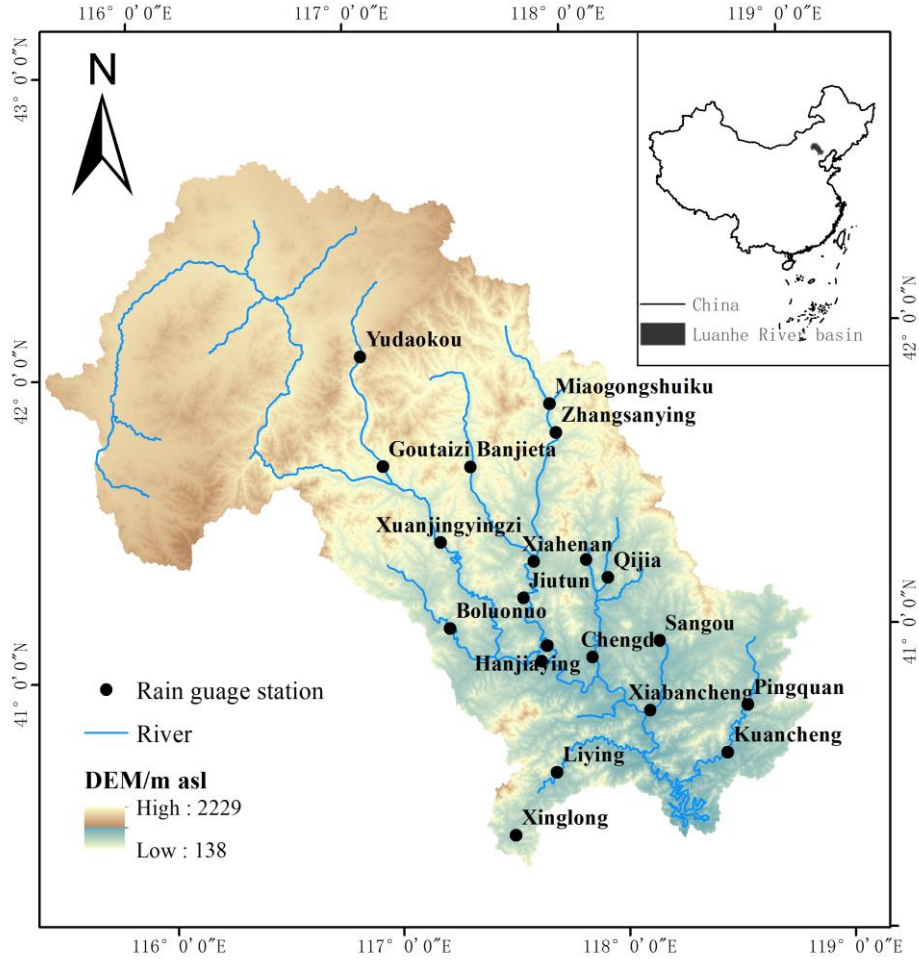 116° 0′ 0″E
117° 0′ 0″E
118° 0′ 0″E
119° 0′ 0″E
43° 0′ 0″N
42° 0′ 0″N
41° 0′ 0″N
N
China
Luanhe River basin
42° 0′ 0″N
41° 0′ 0″N
Yudaokou
Miaogongshuiku
Zhangsanying
Goutaizi Banjieta
Xuanjingyingzi
Xiahenan
Qijia
Jiutun
Boluonuo
Sangou
Chengd
Hanjiaying
Xiabancheng
Pingquan
Kuancheng
Liying
Xinglong
Rain guage station
River
DEM/m asl
High : 2229
Low : 138
116° 0′ 0″E
117° 0′ 0″E
118° 0′ 0″E
119° 0′ 0″E